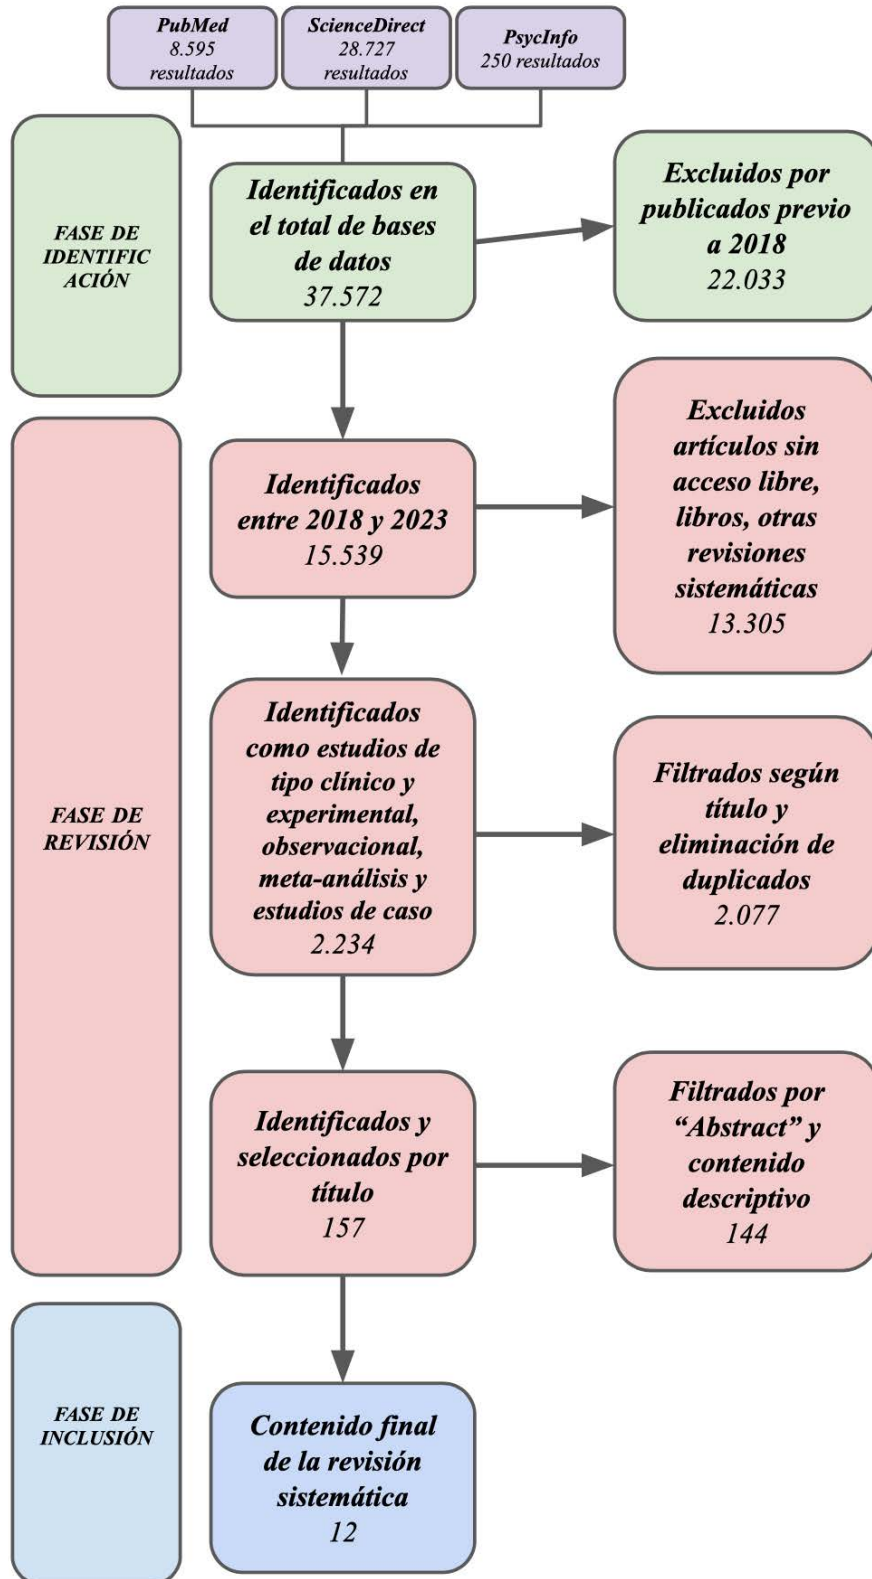 PubMed
8.595
resultados
ScienceDirect
28.727
resultados
PsycInfo
250 resultados
FASE DE
IDENTIFIC
ACIÓN
Identificados en
el total de bases
de datos
37.572
Excluidos por
publicados previo
a 2018
22.033
FASE DE
REVISIÓN
Identificados
entre 2018 y 2023
15.539
Excluidos
artículos sin
acceso libre,
libros, otras
revisiones
sistemáticas
13.305
Identificados
como estudios de
tipo clínico y
experimental,
observacional,
meta-análisis y
estudios de caso
2.234
Filtrados según
título y
eliminación de
duplicados
2.077
Identificados y
seleccionados por
título
157
Filtrados por
“Abstract” y
contenido
descriptivo
144
FASE DE
INCLUSIÓN
Contenido final
de la revisión
sistemática
12